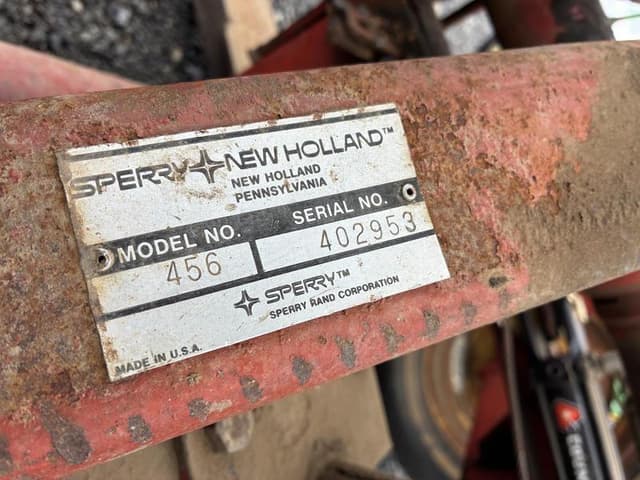 SPERRY NEW HOLLAND™
NEW HOLLAND
PENNSYLVANIA
MODEL NO.
SERIAL NO.
456
402953
SPERRY™
SPERRY RAND CORPORATION
MADE IN U.S.A.